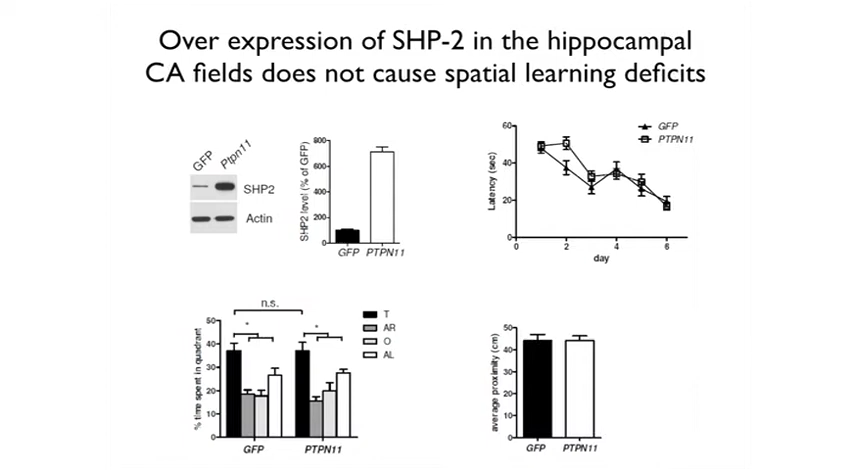 Over expression of SHP-2 in the hippocampal
CA fields does not cause spatial learning deficits
GFP
Ptpn11
SHP2
Actin
SHP2 level (% of GFP)
800
600
400
200
0
GFP PTPN11
Latency (sec)
60
40
20
0
0 2 4 6
day
GFP
PTPN11
% time spent in quadrant
50
40
30
20
10
0
n.s.
* *
GFP PTPN11
T
AR
O
AL
average proximity (cm)
50
40
30
20
10
0
GFP PTPN11